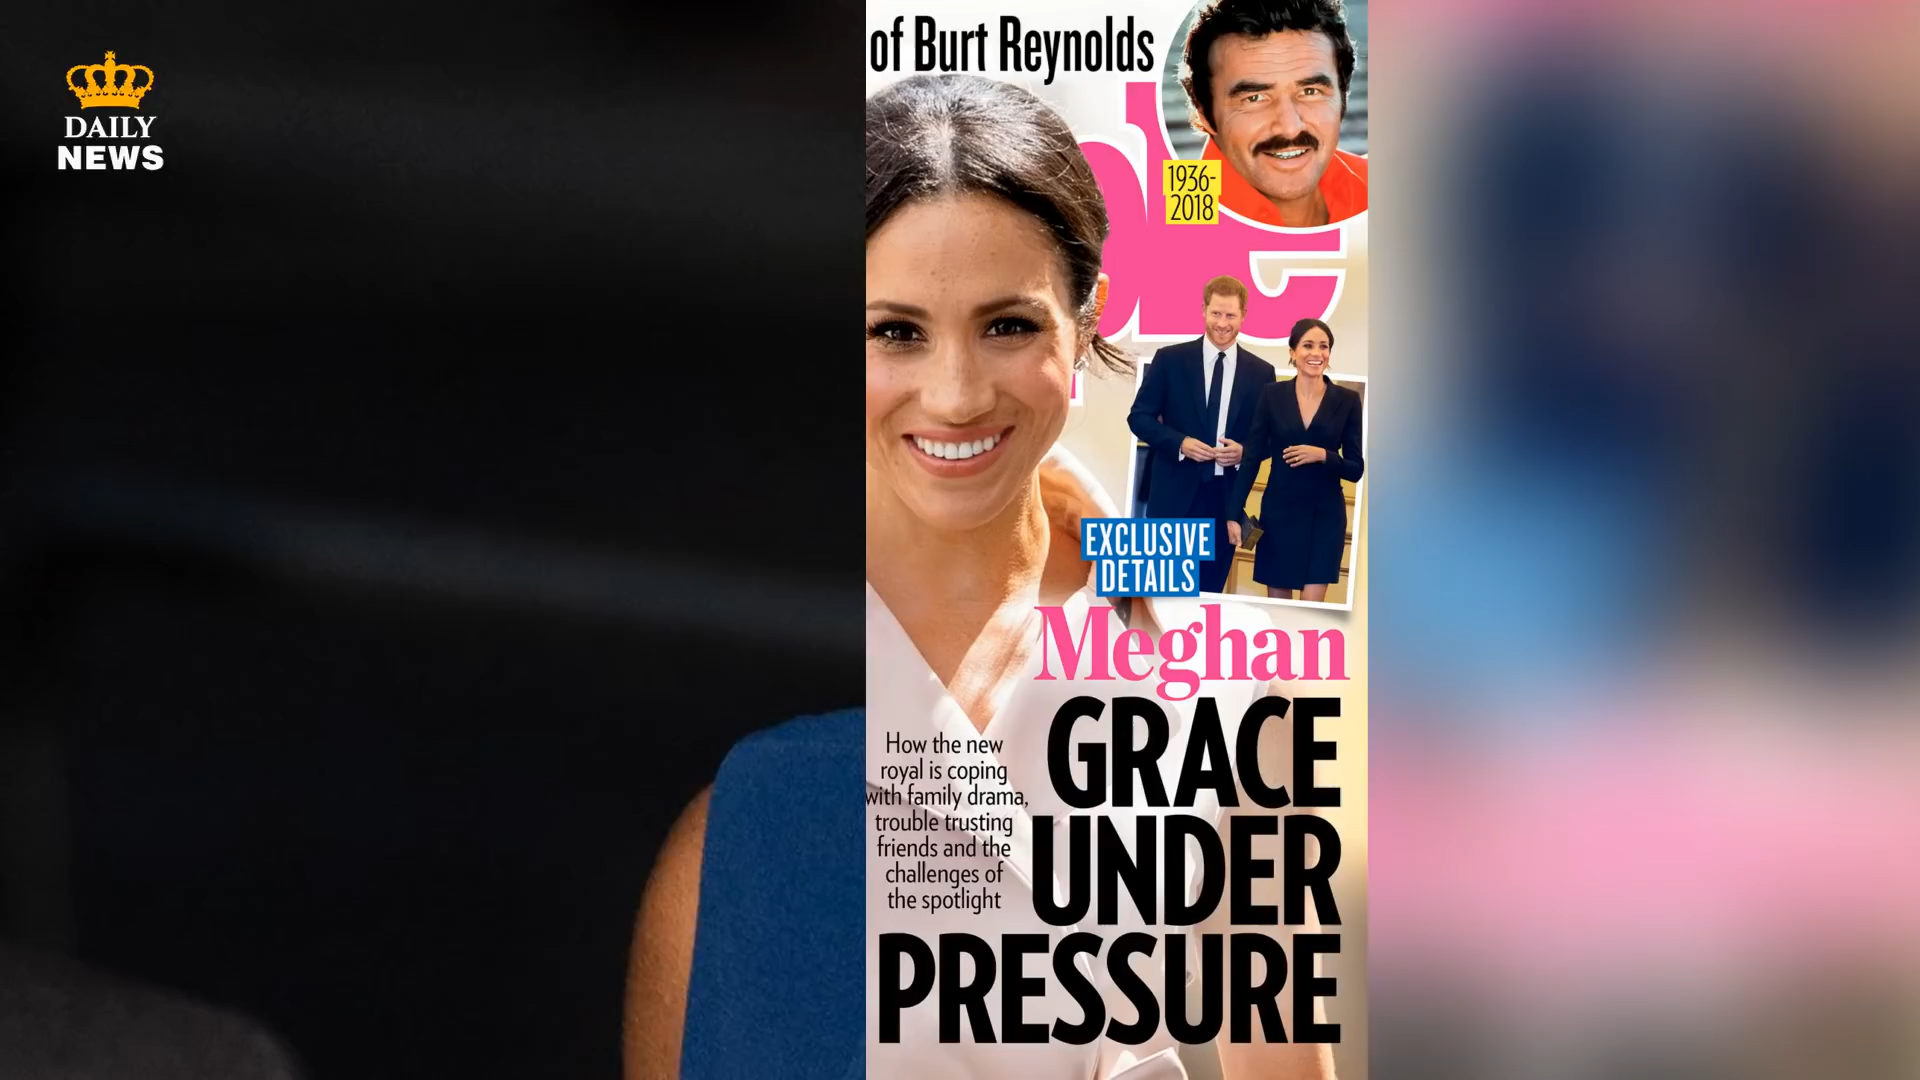 DAILY
NEWS
of Burt Reynolds
1936-
2018
EXCLUSIVE
DETAILS
Meghan
GRACE
UNDER
PRESSURE
How the new
royal is coping
with family drama,
trouble trusting
friends and the
challenges of
the spotlight